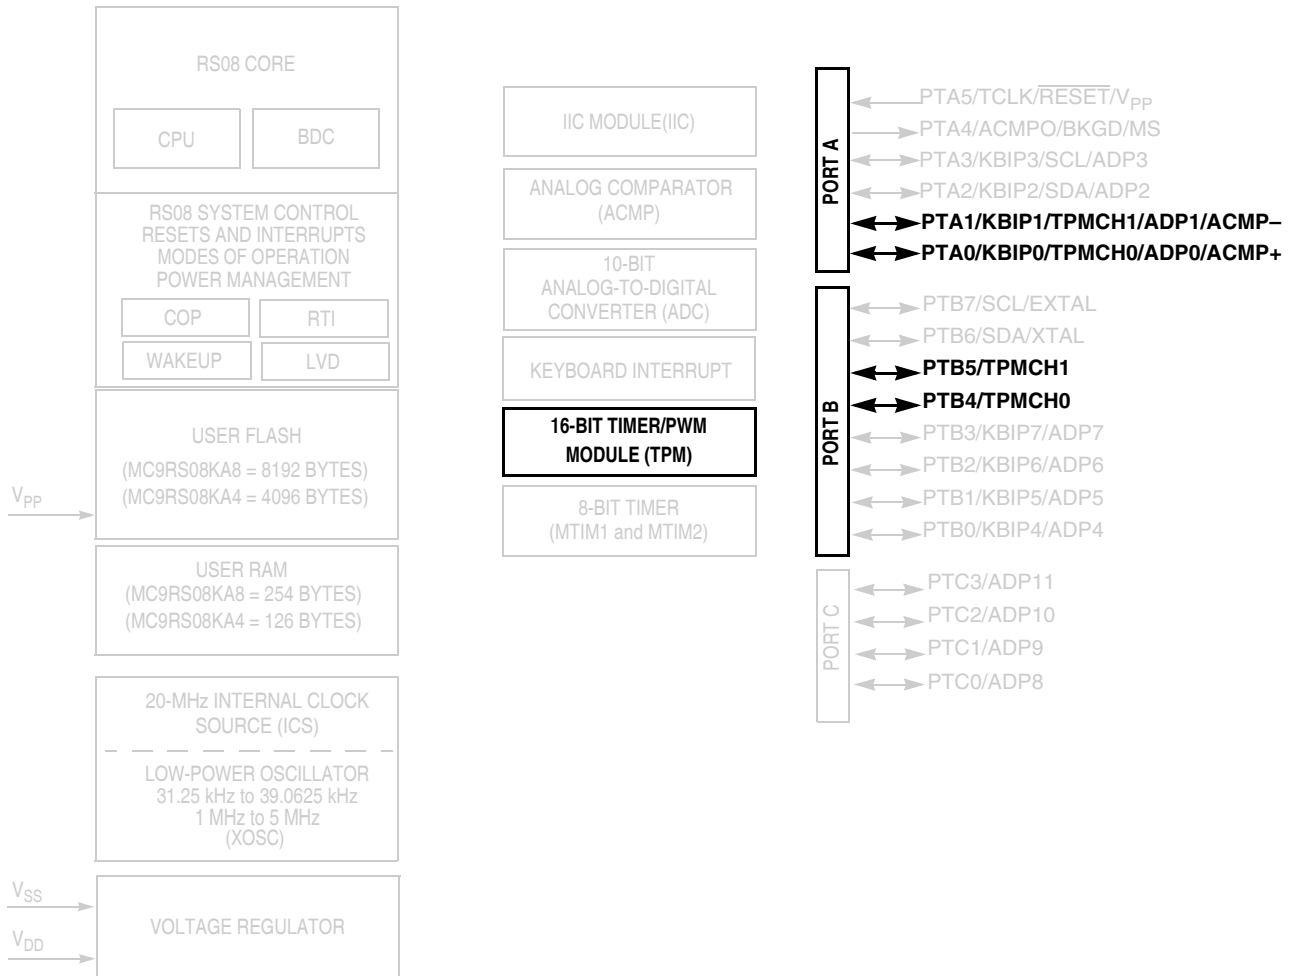 RS08 CORE
CPU
BDC
RS08 SYSTEM CONTROL
RESETS AND INTERRUPTS
MODES OF OPERATION
POWER MANAGEMENT
COP
RTI
WAKEUP
LVD
USER FLASH
(MC9RS08KA8 = 8192 BYTES)
(MC9RS08KA4 = 4096 BYTES)
VPP
USER RAM
(MC9RS08KA8 = 254 BYTES)
(MC9RS08KA4 = 126 BYTES)
20-MHz INTERNAL CLOCK
SOURCE (ICS)
LOW-POWER OSCILLATOR
31.25 kHz to 39.0625 kHz
1 MHz to 5 MHz
(XOSC)
VSS
VDD
VOLTAGE REGULATOR
IIC MODULE(IIC)
ANALOG COMPARATOR
(ACMP)
10-BIT
ANALOG-TO-DIGITAL
CONVERTER (ADC)
KEYBOARD INTERRUPT
16-BIT TIMER/PWM
MODULE (TPM)
8-BIT TIMER
(MTIM1 and MTIM2)
PORT A
PTA5/TCLK/RESET/VPP
PTA4/ACMPO/BKGD/MS
PTA3/KBIP3/SCL/ADP3
PTA2/KBIP2/SDA/ADP2
PTA1/KBIP1/TPMCH1/ADP1/ACMP–
PTA0/KBIP0/TPMCH0/ADP0/ACMP+
PORT B
PTB7/SCL/EXTAL
PTB6/SDA/XTAL
PTB5/TPMCH1
PTB4/TPMCH0
PTB3/KBIP7/ADP7
PTB2/KBIP6/ADP6
PTB1/KBIP5/ADP5
PTB0/KBIP4/ADP4
PORT C
PTC3/ADP11
PTC2/ADP10
PTC1/ADP9
PTC0/ADP8